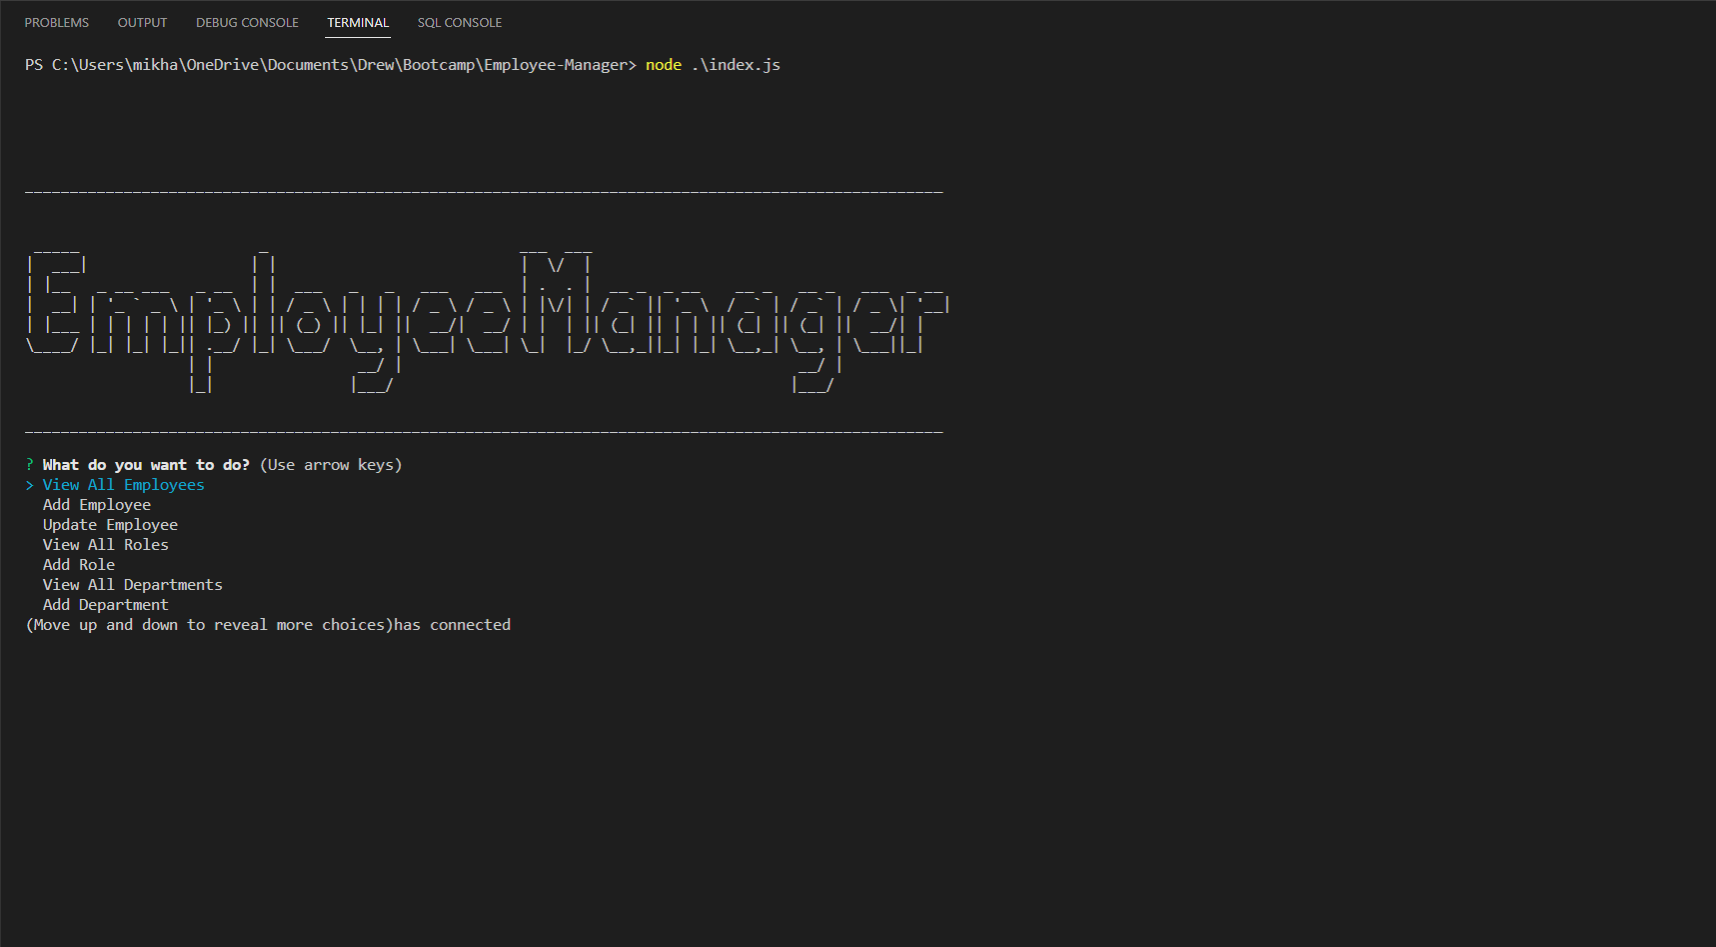 PROBLEMS OUTPUT DEBUG CONSOLE TERMINAL SQL CONSOLE
PS C:\Users\mikha\OneDrive\Documents\Drew\Bootcamp\Employee-Manager> node .\index.js
EmployeeManager
? What do you want to do? (Use arrow keys)
> View All Employees
Add Employee
Update Employee
View All Roles
Add Role
View All Departments
Add Department
(Move up and down to reveal more choices)has connected